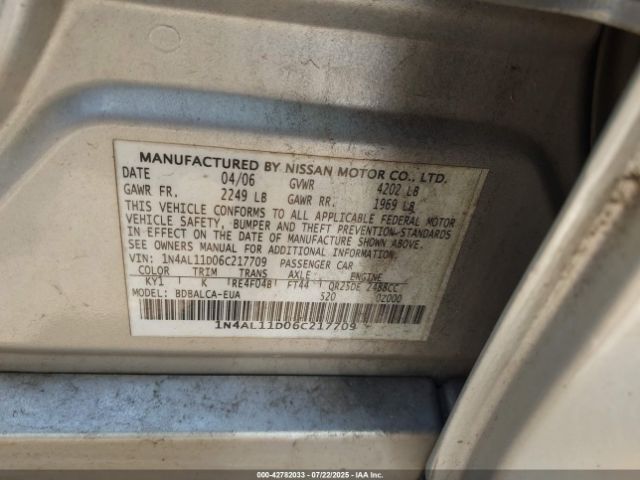 MANUFACTURED BY NISSAN MOTOR CO., LTD.
DATE 04/06 GVWR 4202 LB
GAWR FR. 2249 LB GAWR RR. 1969 LB
THIS VEHICLE CONFORMS TO ALL APPLICABLE FEDERAL MOTOR
VEHICLE SAFETY, BUMPER AND THEFT PREVENTION STANDARDS
IN EFFECT ON THE DATE OF MANUFACTURE SHOWN ABOVE.
SEE OWNERS MANUAL FOR ADDITIONAL INFORMATION
VIN: 1N4AL11D06C217709 PASSENGER CAR
COLOR TRIM TRANS AXLE ENGINE
KY1 K RE4F04B FT44 QR25DE 2488CC
MODEL: BDBALCA-EUA S20 0Z000
1N4AL11D06C217709
000-42782033 - 07/22/2025 - IAA Inc.